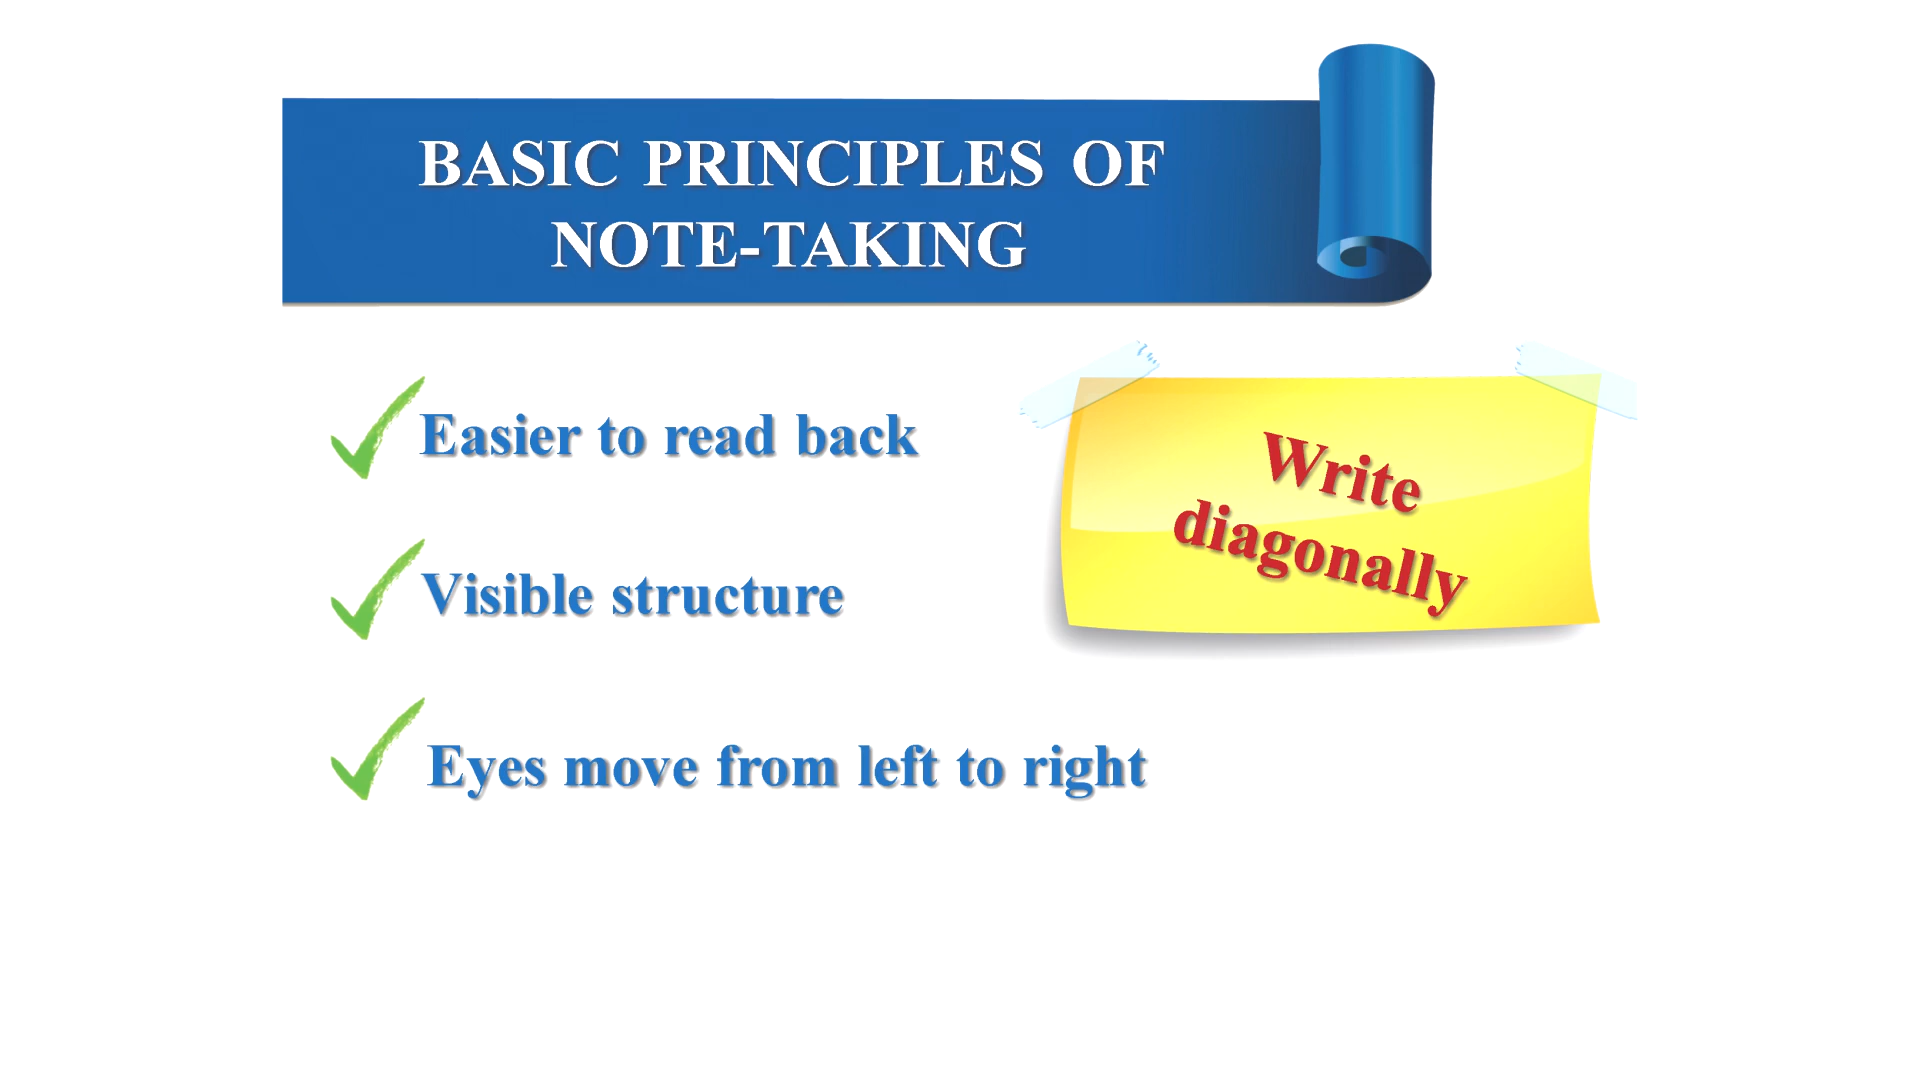 BASIC PRINCIPLES OF
NOTE-TAKING
Easier to read back
Visible structure
Eyes move from left to right
Write
diagonally